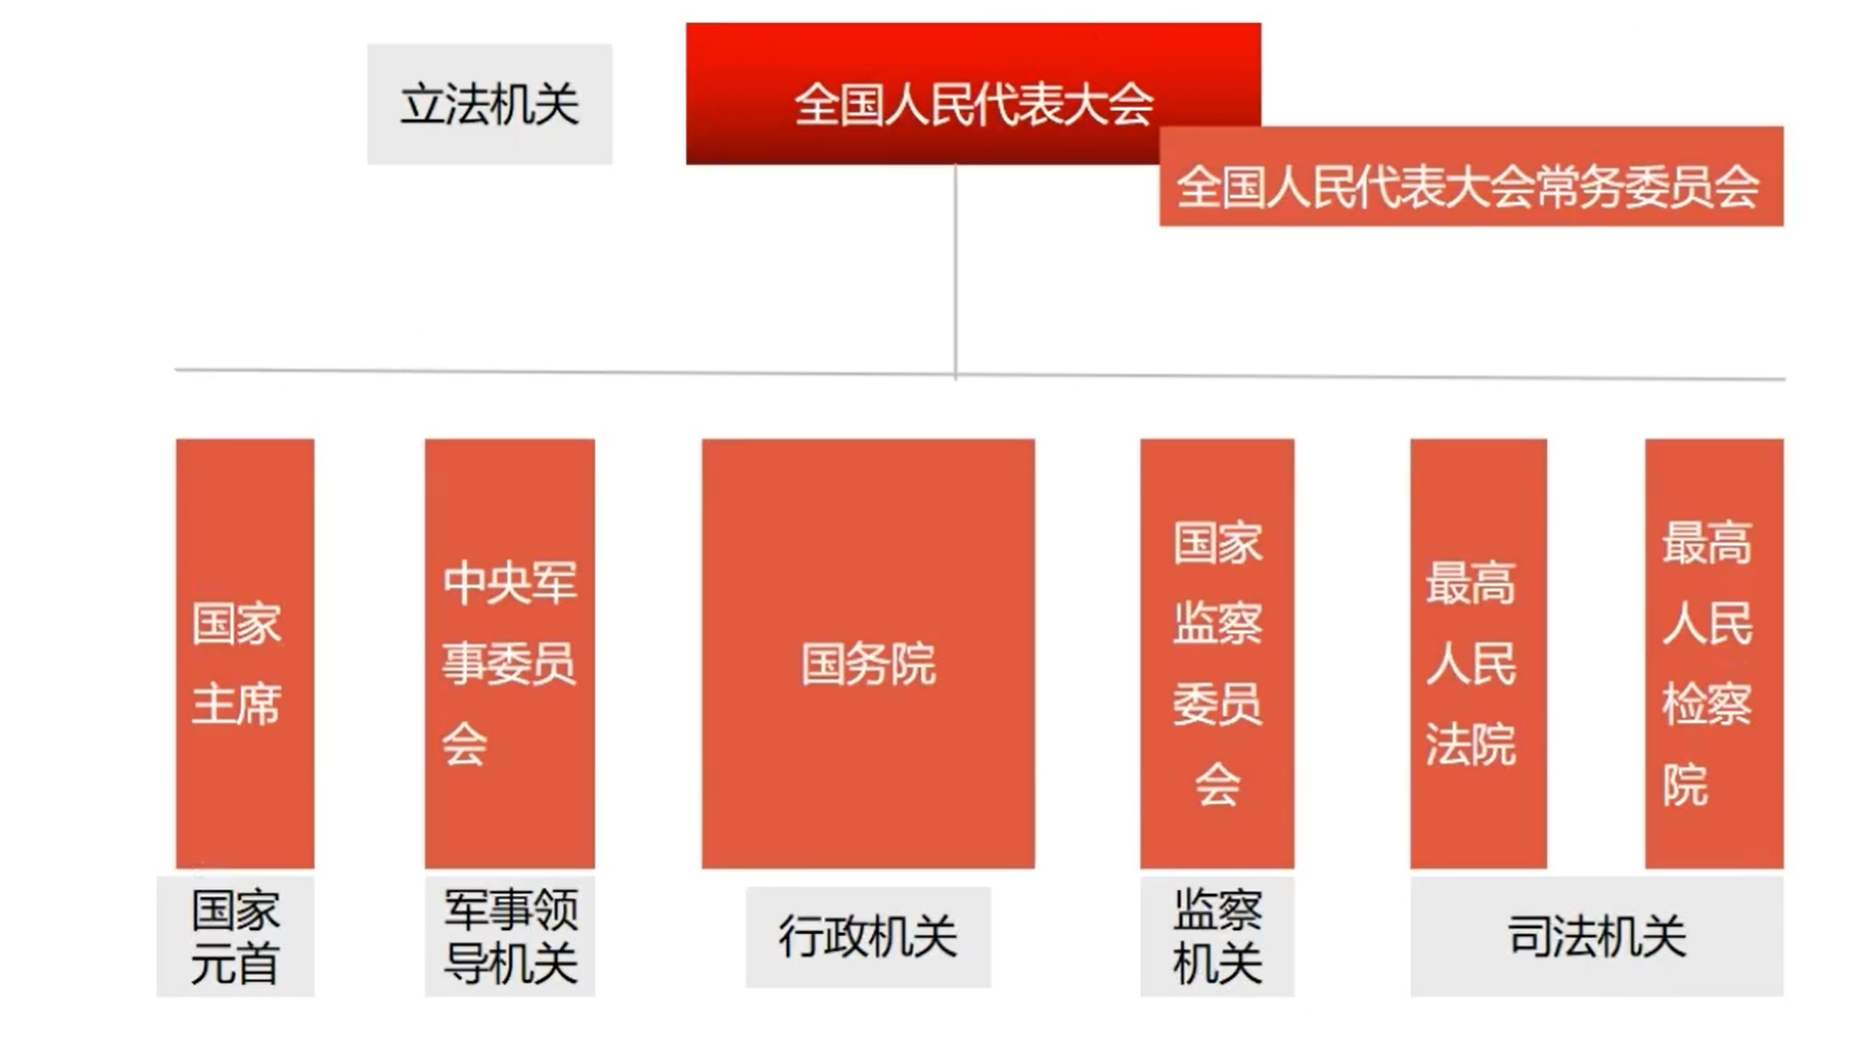 立法机关
全国人民代表大会
全国人民代表大会常务委员会
国家
主席
中央军
事委员
会
国务院
国家
监察
委员
会
最高
人民
法院
最高
人民
检察
院
国家
元首
军事领
导机关
行政机关
监察
机关
司法机关